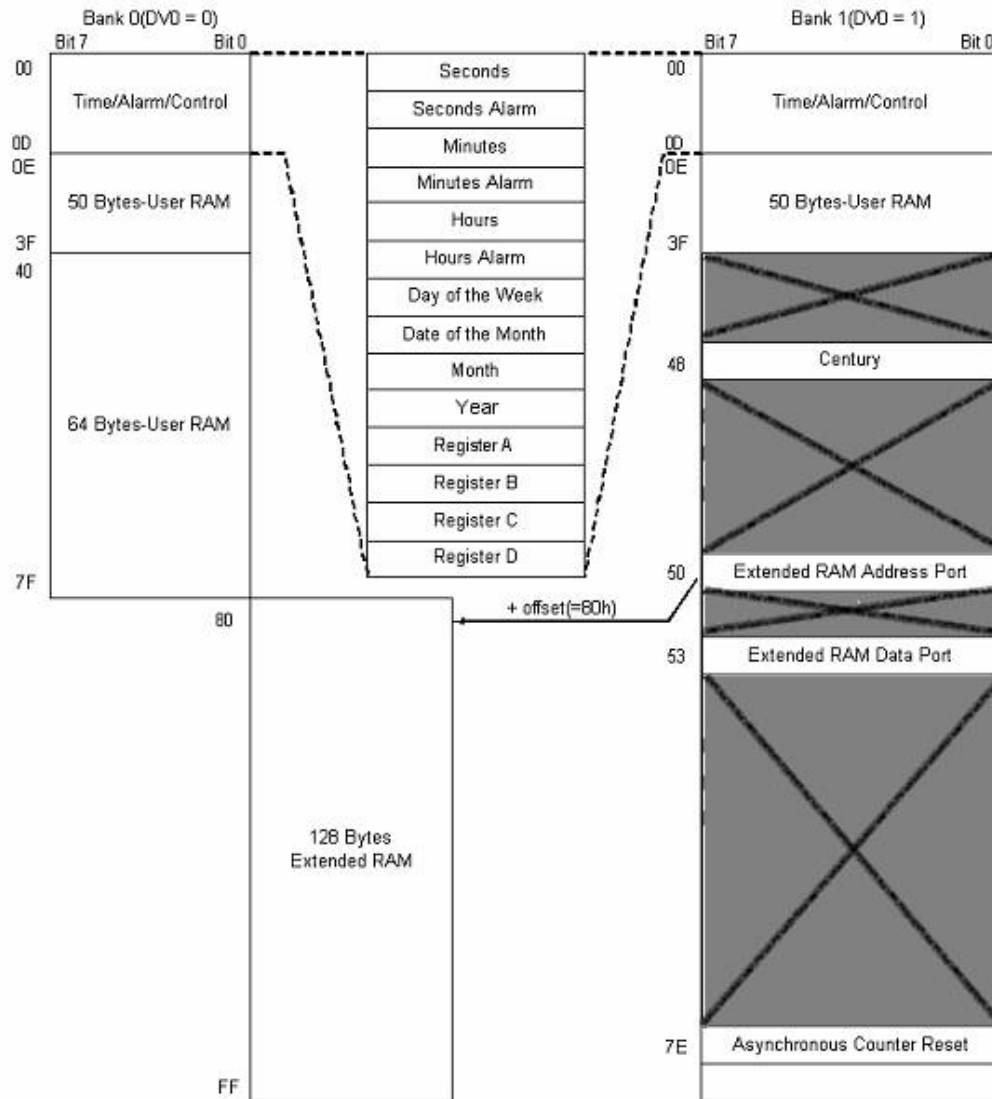 Bank 0(DV0 = 0)
Bank 1(DV0 = 1)
Bit 7
Bit 0
Bit 7
Bit 0
00
Time/Alarm/Control
0D
0E
50 Bytes-User RAM
3F
40
64 Bytes-User RAM
7F
Seconds
Seconds Alarm
Minutes
Minutes Alarm
Hours
Hours Alarm
Day of the Week
Date of the Month
Month
Year
Register A
Register B
Register C
Register D
80
+ offset(=80h)
128 Bytes
Extended RAM
FF
00
Time/Alarm/Control
0D
0E
50 Bytes-User RAM
3F
48
Century
50
Extended RAM Address Port
53
Extended RAM Data Port
7E
Asynchronous Counter Reset